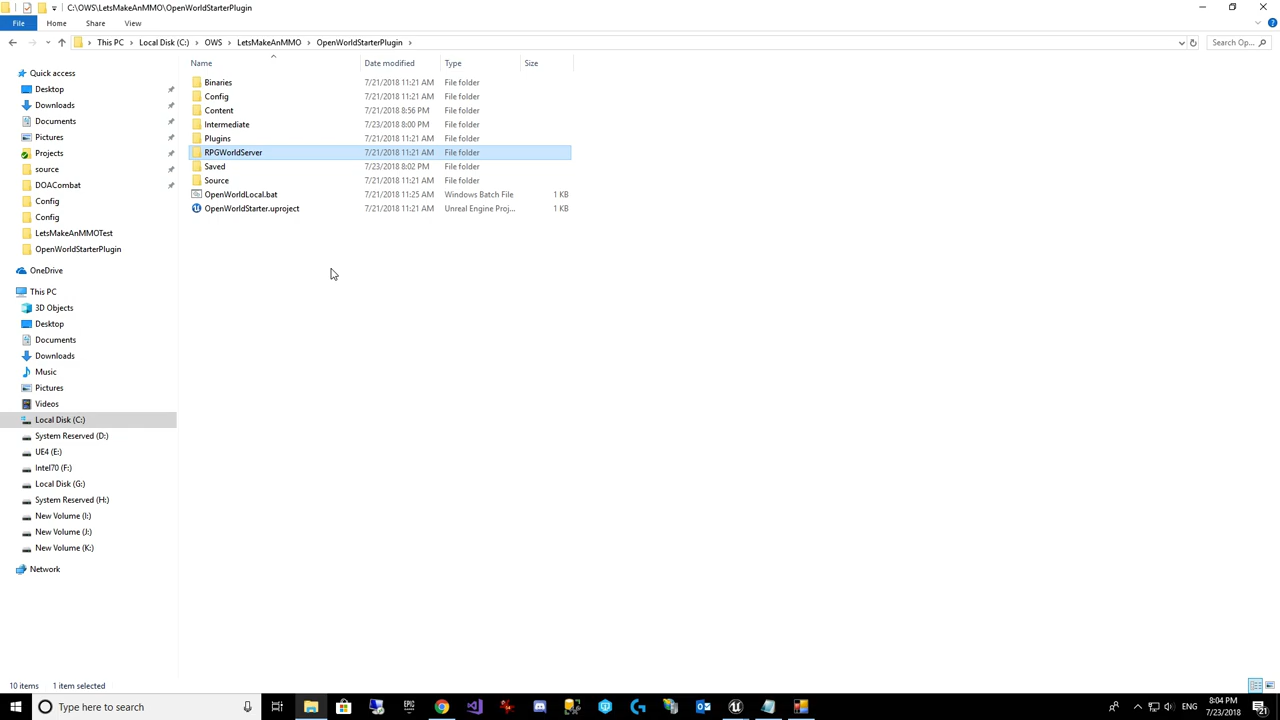 C:\OWS\LetsMakeAnMMO\OpenWorldStarterPlugin
File Home Share View
This PC Local Disk (C:) OWS LetsMakeAnMMO OpenWorldStarterPlugin Search Op...
Name Date modified Type Size
Quick access
Desktop
Downloads
Documents
Pictures
Projects
source
DOACombat
Config
Config
LetsMakeAnMMOTest
OpenWorldStarterPlugin
OneDrive
This PC
3D Objects
Desktop
Documents
Downloads
Music
Pictures
Videos
Local Disk (C:)
System Reserved (D:)
UE4 (E:)
Intel70 (F:)
Local Disk (G:)
System Reserved (H:)
New Volume (I:)
New Volume (J:)
New Volume (K:)
Network
Binaries 7/21/2018 11:21 AM File folder
Config 7/21/2018 11:21 AM File folder
Content 7/21/2018 8:56 PM File folder
Intermediate 7/23/2018 8:00 PM File folder
Plugins 7/21/2018 11:21 AM File folder
RPGWorldServer 7/21/2018 11:21 AM File folder
Saved 7/23/2018 8:02 PM File folder
Source 7/21/2018 11:21 AM File folder
OpenWorldLocal.bat 7/21/2018 11:25 AM Windows Batch File 1 KB
OpenWorldStarter.uproject 7/21/2018 11:21 AM Unreal Engine Proj... 1 KB
10 items 1 item selected
Type here to search
EPIC
8:04 PM
7/23/2018
21